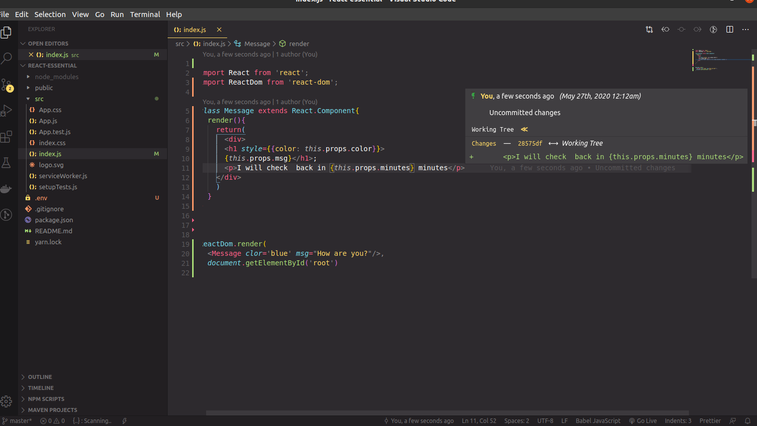 index.js - react-essential - Visual Studio Code
File Edit Selection View Go Run Terminal Help
EXPLORER
OPEN EDITORS
index.js src M
REACT-ESSENTIAL
node_modules
public
src
App.css
App.js
App.test.js
index.css
index.js M
logo.svg
serviceWorker.js
setupTests.js
.env U
.gitignore
package.json
README.md
yarn.lock
OUTLINE
TIMELINE
NPM SCRIPTS
MAVEN PROJECTS
index.js
src > index.js > Message > render
You, a few seconds ago | 1 author (You)
1
2 mport React from 'react';
3 mport ReactDom from 'react-dom';
4
You, a few seconds ago | 1 author (You)
5 lass Message extends React.Component{
6 render(){
7 return(
8 <div>
9 <h1 style={{color: this.props.color}}>
10 {this.props.msg}</h1>;
11 <p>I will check  back in {this.props.minutes} minutes</p> You, a few seconds ago • Uncommitted changes
12 </div>
13 )
14 }
15
16
17
18
19 eactDom.render(
20 <Message clor='blue' msg="How are you?"/>,
21 document.getElementById('root')
22
You, a few seconds ago (May 27th, 2020 12:12am)
Uncommitted changes
Working Tree
Changes — 28575df ⟷ Working Tree
+ <p>I will check  back in {this.props.minutes} minutes</p>
2
master* 0 0 {..}: Scanning.. You, a few seconds ago Ln 11, Col 52 Spaces: 2 UTF-8 LF Babel JavaScript Go Live Indents: 3 Prettier